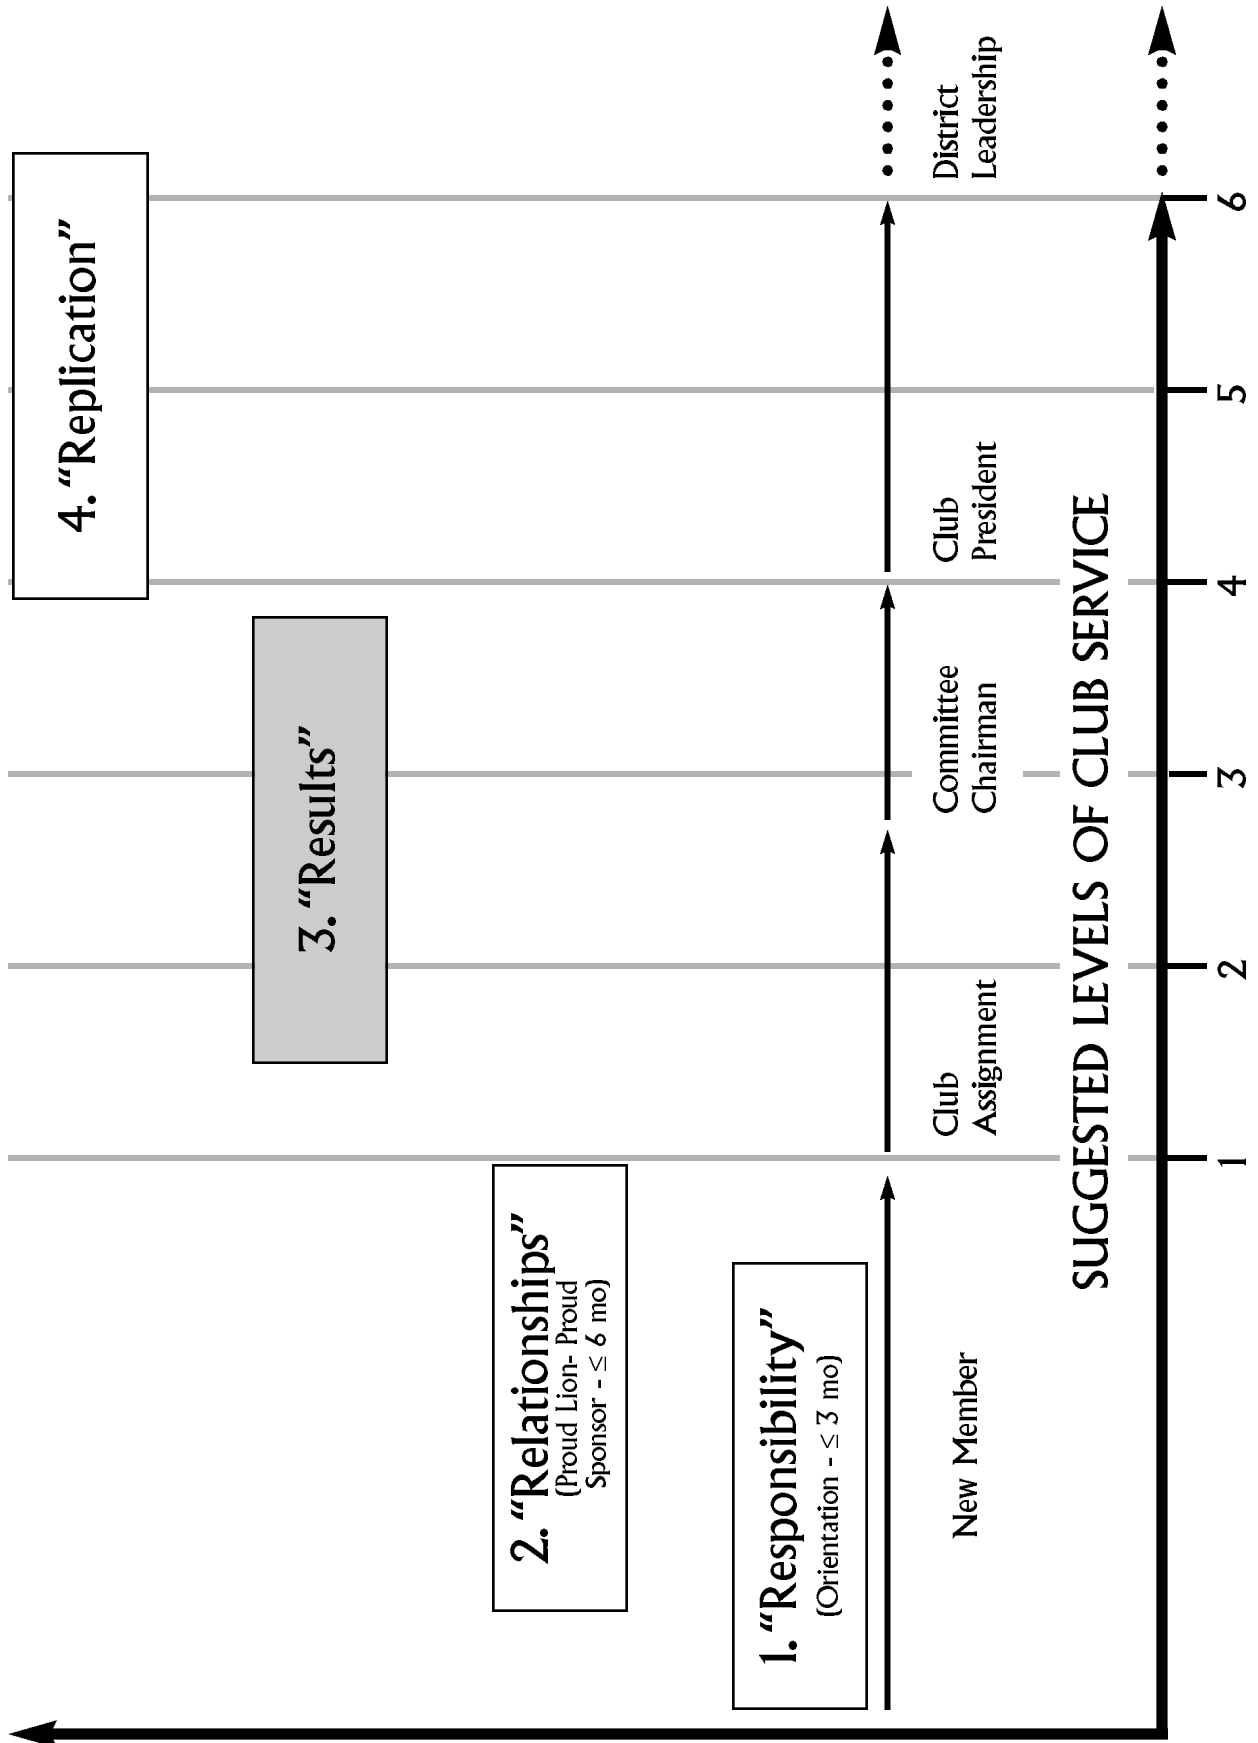 4. “Replication”
3. “Results”
2. “Relationships”
(Proud Lion- Proud
Sponsor - ≤ 6 mo)
1. “Responsibility”
(Orientation - ≤ 3 mo)
New Member
Club
Assignment
Committee
Chairman
Club
President
District
Leadership
SUGGESTED LEVELS OF CLUB SERVICE
1
2
3
4
5
6